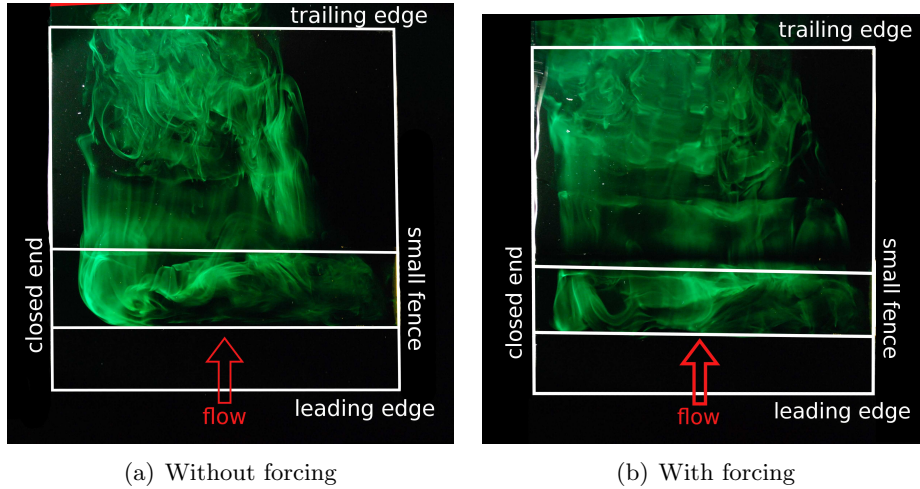 trailing edge
closed end
small fence
flow
leading edge
(a) Without forcing
trailing edge
closed end
small fence
flow
leading edge
(b) With forcing